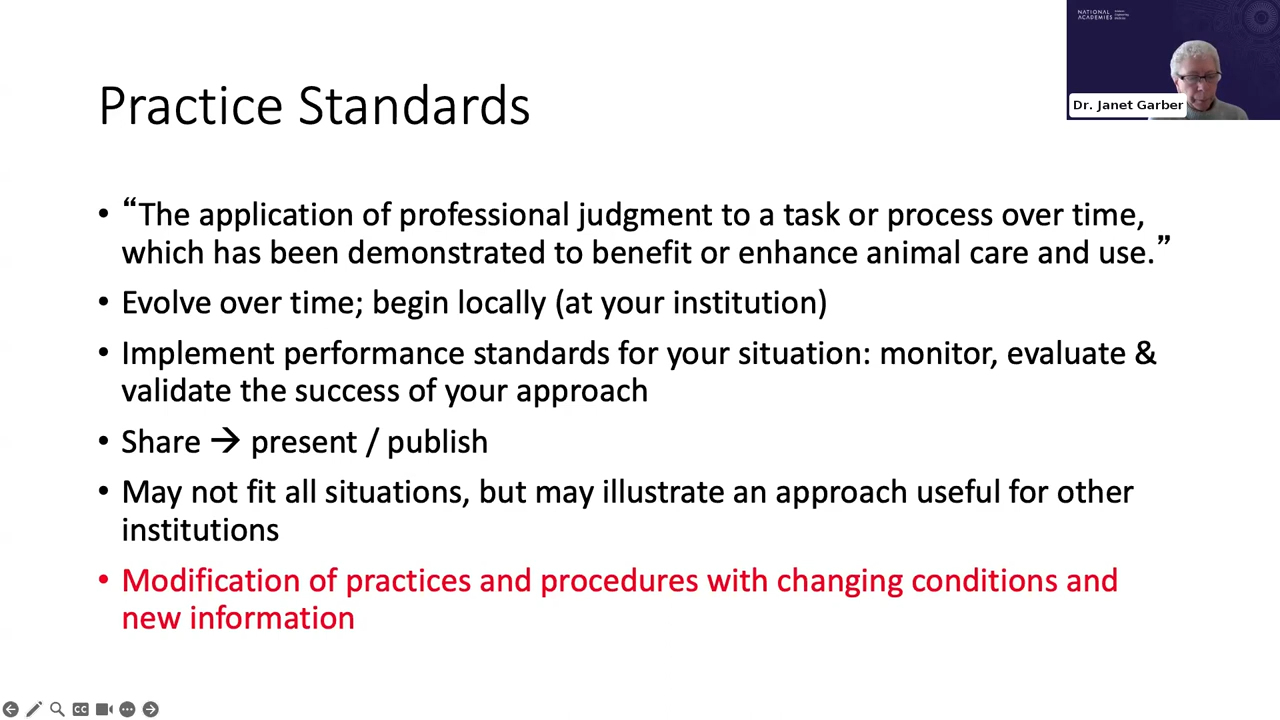 NATIONAL
ACADEMIES
Dr. Janet Garber
Practice Standards
• “The application of professional judgment to a task or process over time,
which has been demonstrated to benefit or enhance animal care and use.”
• Evolve over time; begin locally (at your institution)
• Implement performance standards for your situation: monitor, evaluate &
validate the success of your approach
• Share → present / publish
• May not fit all situations, but may illustrate an approach useful for other
institutions
• Modification of practices and procedures with changing conditions and
new information
CC